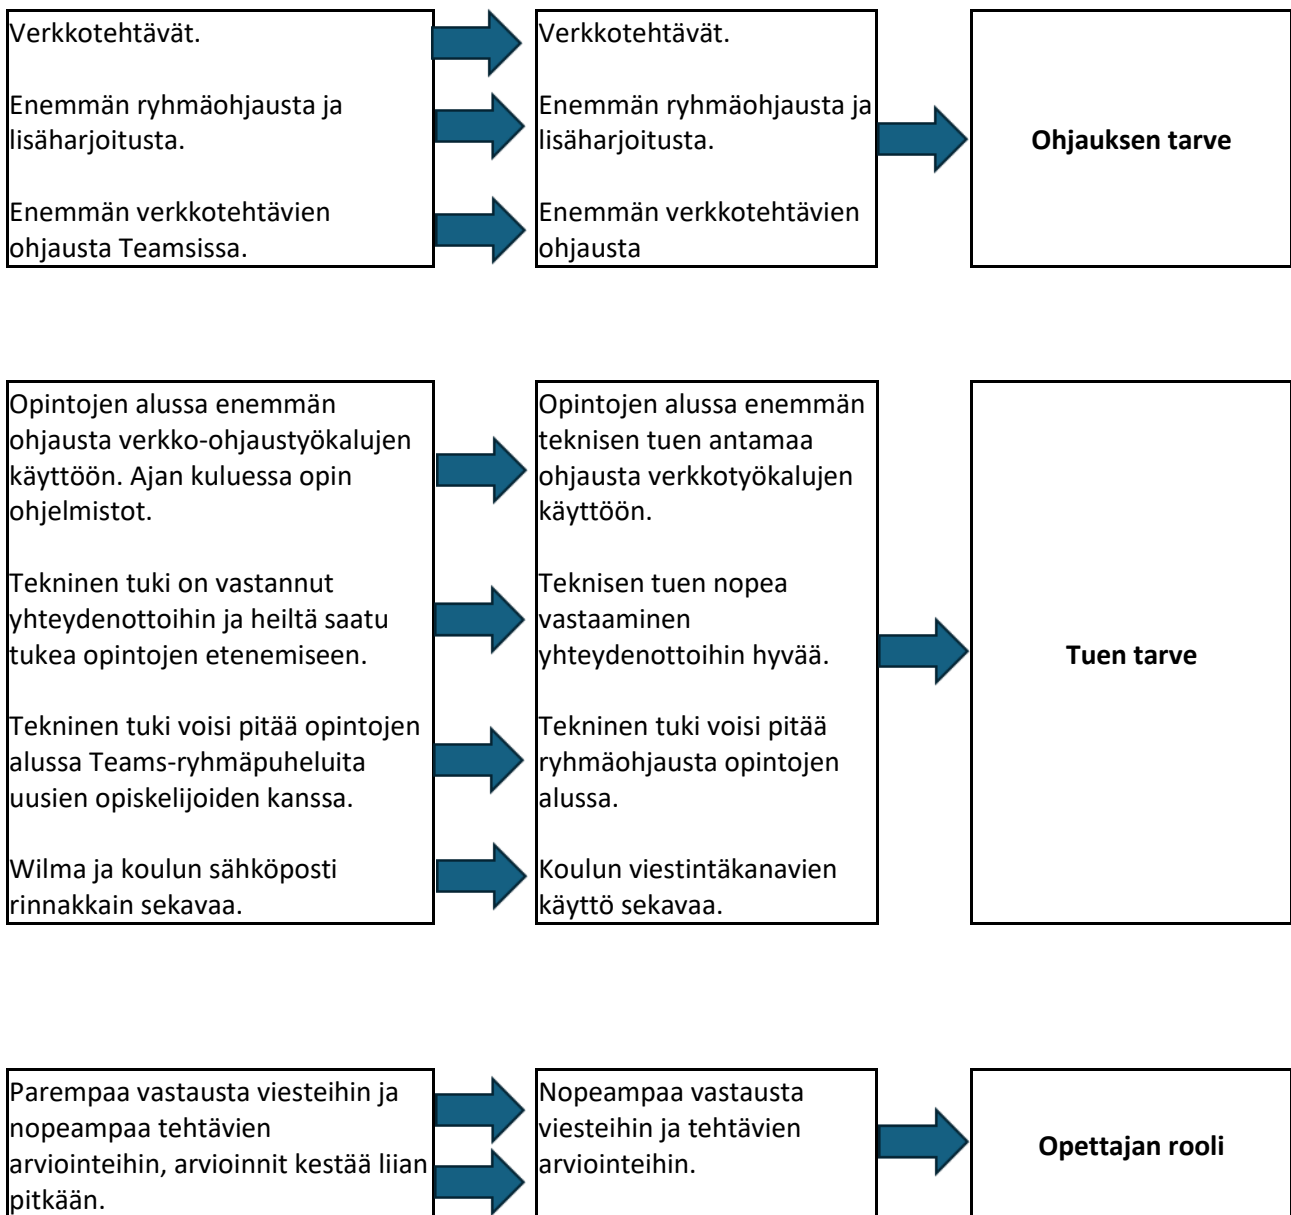 Verkkotehtävät.
Enemmän ryhmäohjausta ja
lisäharjoitusta.
Enemmän verkkotehtävien
ohjausta Teamsissa.
Verkkotehtävät.
Enemmän ryhmäohjausta ja
lisäharjoitusta.
Enemmän verkkotehtävien
ohjausta
Ohjauksen tarve
Opintojen alussa enemmän
ohjausta verkko-ohjaustyökalujen
käyttöön. Ajan kuluessa opin
ohjelmistot.
Tekninen tuki on vastannut
yhteydenottoihin ja heiltä saatu
tukea opintojen etenemiseen.
Tekninen tuki voisi pitää opintojen
alussa Teams-ryhmäpuheluita
uusien opiskelijoiden kanssa.
Wilma ja koulun sähköposti
rinnakkain sekavaa.
Opintojen alussa enemmän
teknisen tuen antamaa
ohjausta verkkotyökalujen
käyttöön.
Teknisen tuen nopea
vastaaminen
yhteydenottoihin hyvää.
Tekninen tuki voisi pitää
ryhmäohjausta opintojen
alussa.
Koulun viestintäkanavien
käyttö sekavaa.
Tuen tarve
Parempaa vastausta viesteihin ja
nopeampaa tehtävien
arviointeihin, arvioinnit kestää liian
pitkään.
Nopeampaa vastausta
viesteihin ja tehtävien
arviointeihin.
Opettajan rooli